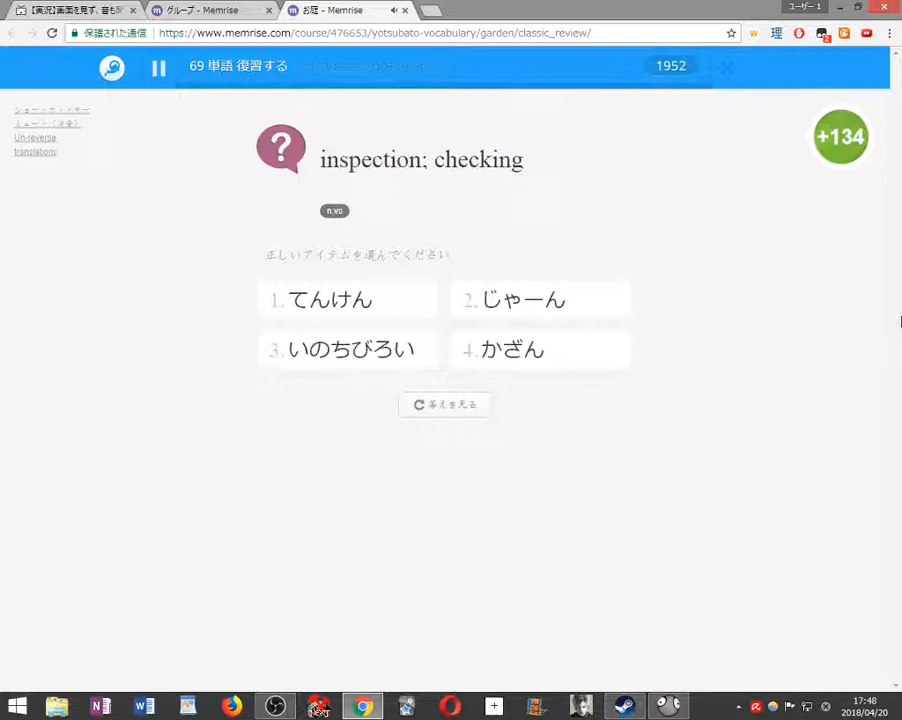 【実況】画面を見ず、音も
グループ - Memrise
お庭 - Memrise
ユーザー 1
保護された通信
https://www.memrise.com/course/476653/yotsubato-vocabulary/garden/classic_review/
69 単語 復習する
1952
ミュート
Un-reverse
translations
+134
?
inspection; checking
n,vs
正しいアイテムを選んでください
1. てんけん
2. じゃーん
3. いのちびろい
4. かざん
答えを見る
17:48
2018/04/20